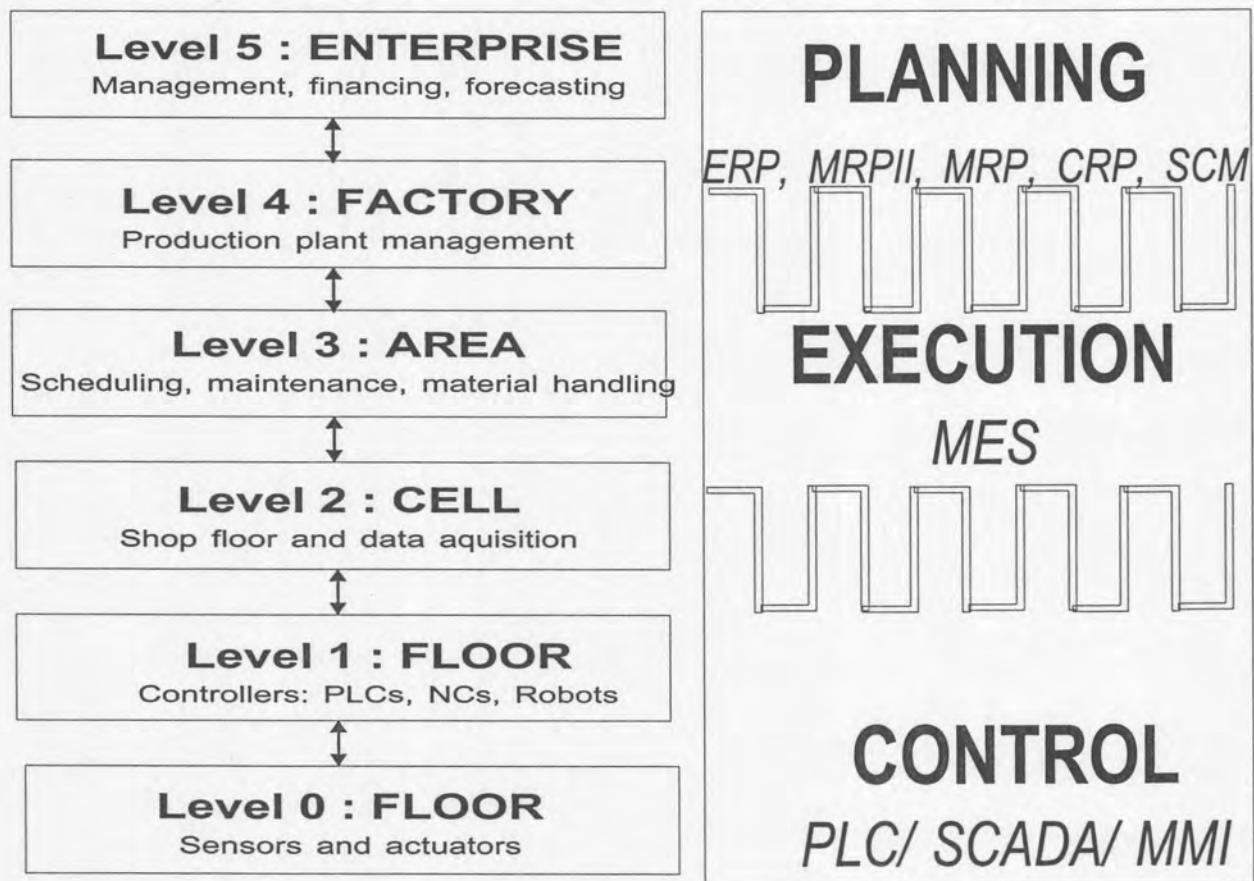 Level 5 : ENTERPRISE
Management, financing, forecasting
Level 4 : FACTORY
Production plant management
Level 3 : AREA
Scheduling, maintenance, material handling
Level 2 : CELL
Shop floor and data aquisition
Level 1 : FLOOR
Controllers: PLCs, NCs, Robots
Level 0 : FLOOR
Sensors and actuators
PLANNING
ERP, MRPII, MRP, CRP, SCM
EXECUTION
MES
CONTROL
PLC/ SCADA/ MMI